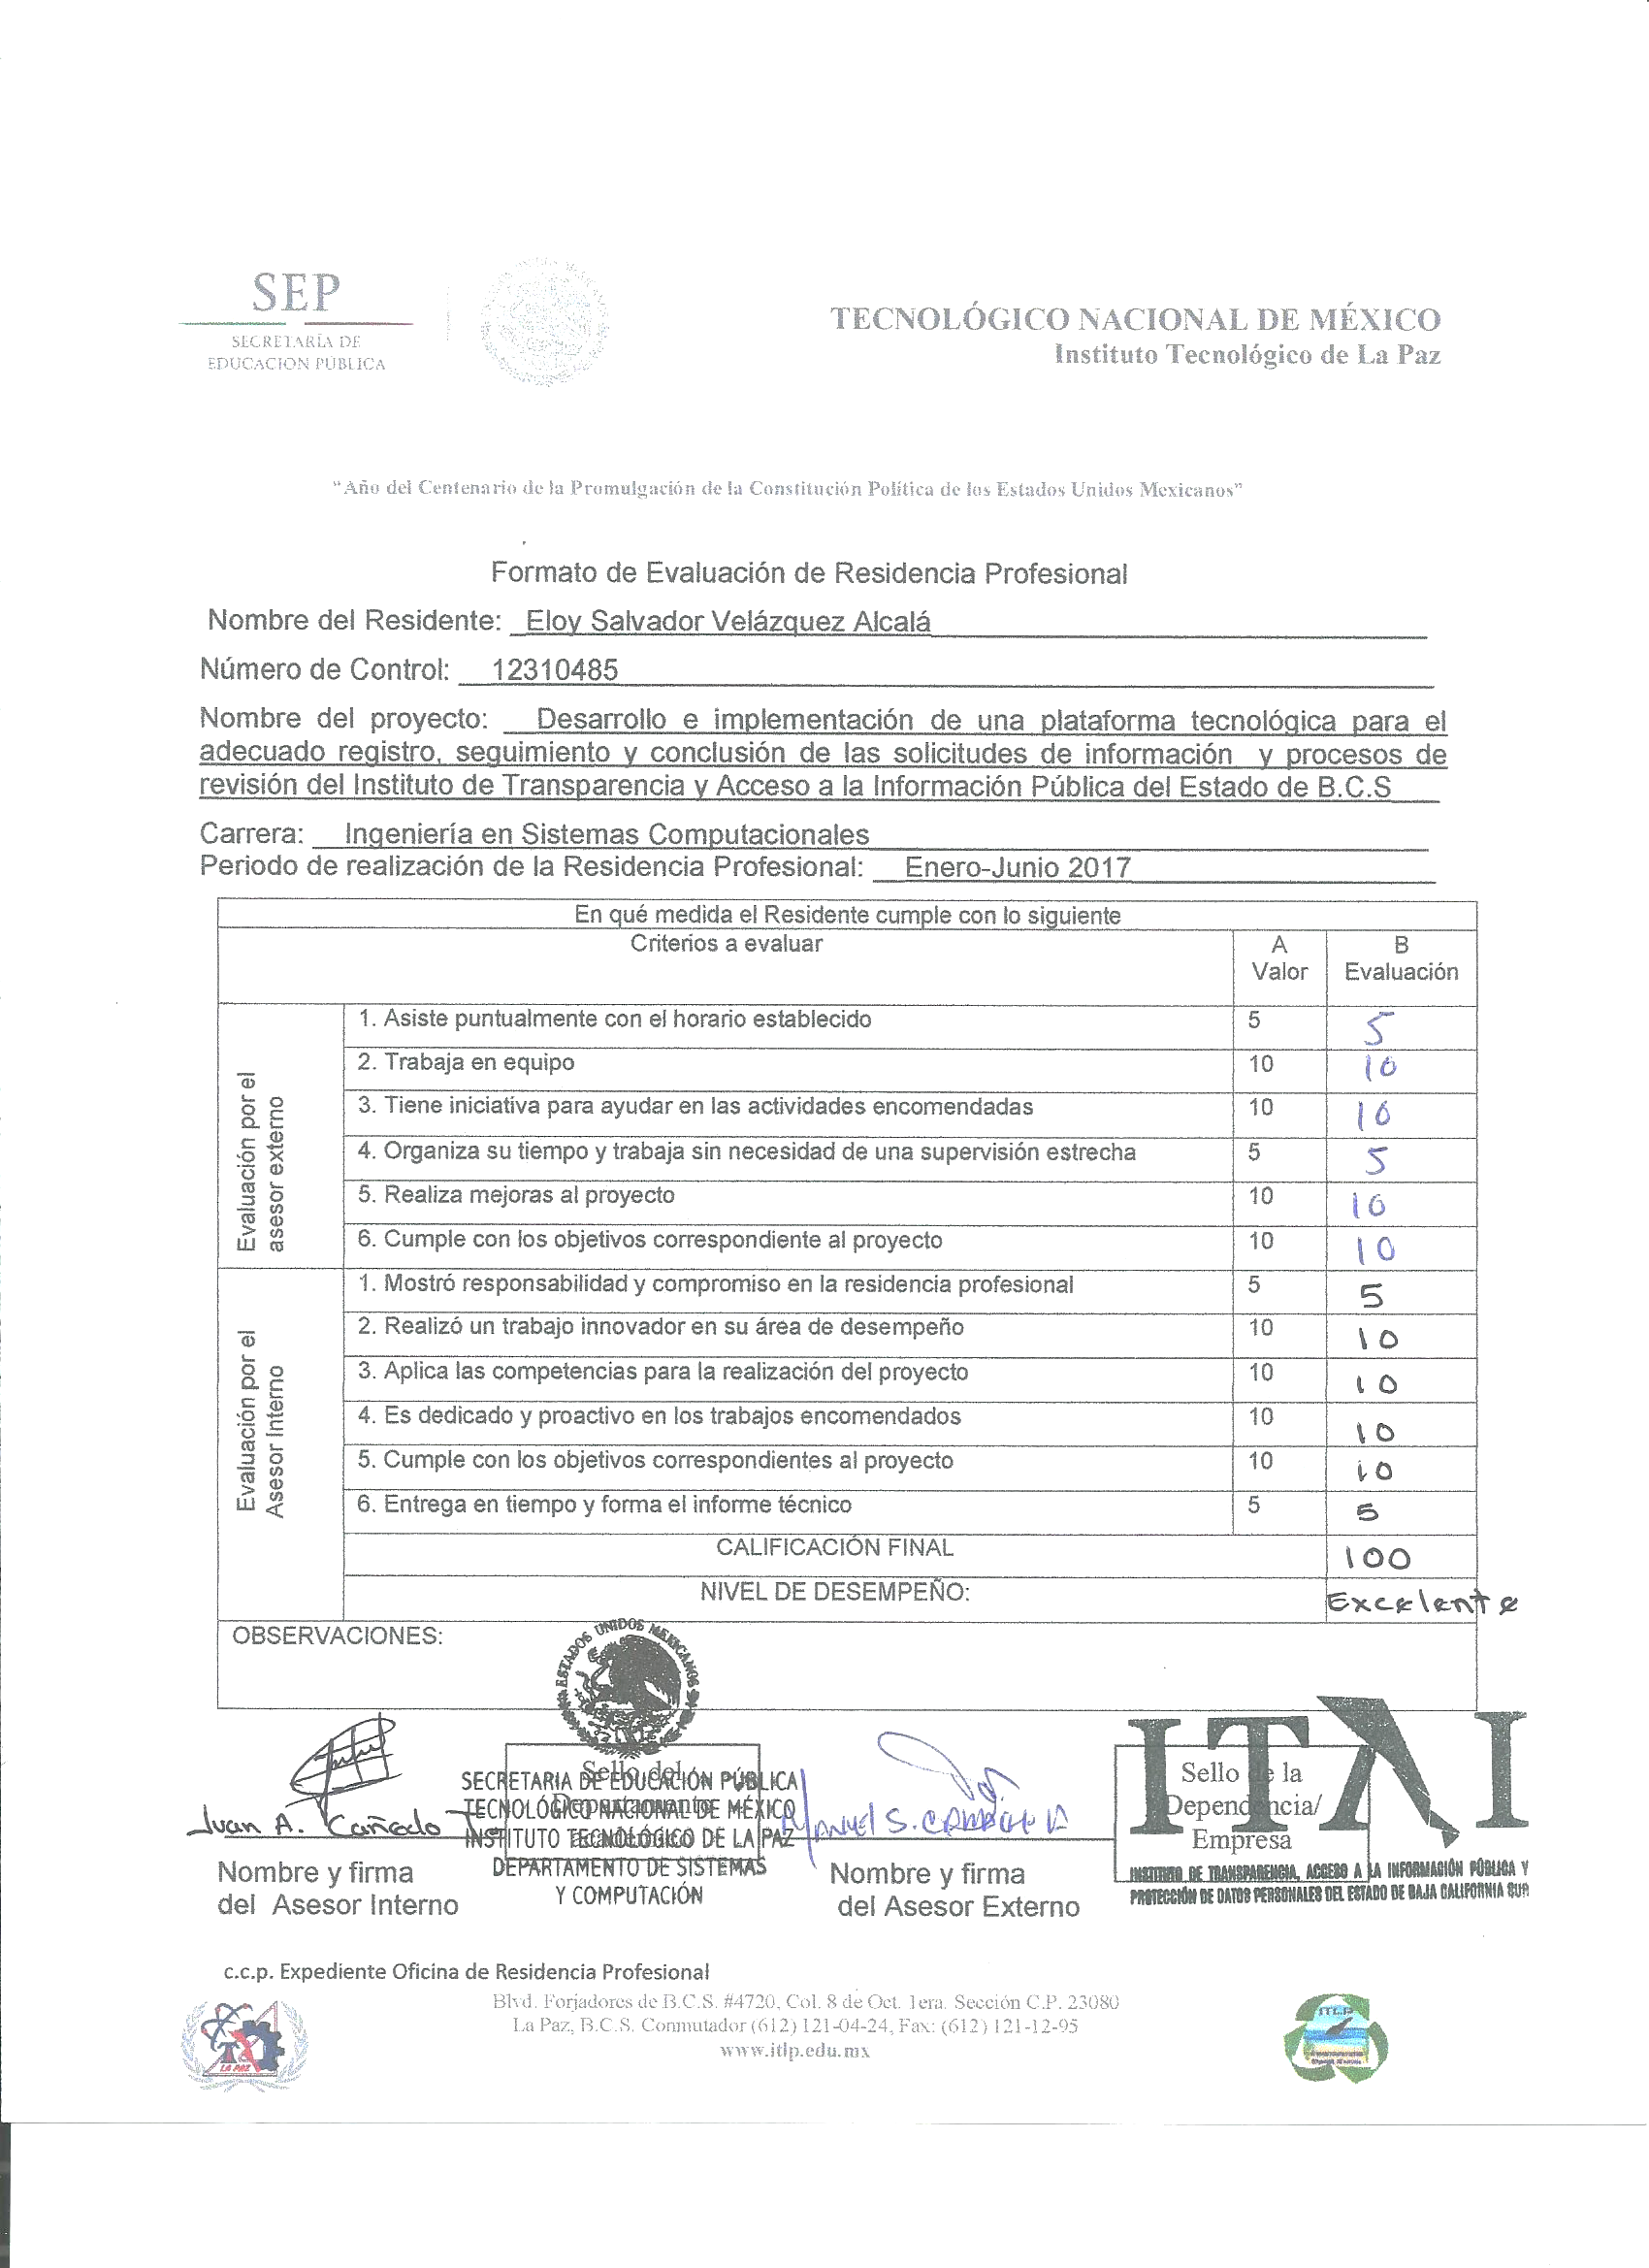 SEP
SECRETARÍA DE
EDUCACIÓN PÚBLICA
TECNOLÓGICO NACIONAL DE MÉXICO
Instituto Tecnológico de La Paz
"Año del Centenario de la Promulgación de la Constitución Política de los Estados Unidos Mexicanos"
Formato de Evaluación de Residencia Profesional
Nombre del Residente: Eloy Salvador Velázquez Alcalá
Número de Control: 12310485
Nombre del proyecto: Desarrollo e implementación de una plataforma tecnológica para el
adecuado registro, seguimiento y conclusión de las solicitudes de información y procesos de
revisión del Instituto de Transparencia y Acceso a la Información Pública del Estado de B.C.S
Carrera: Ingeniería en Sistemas Computacionales
Periodo de realización de la Residencia Profesional: Enero-Junio 2017
En qué medida el Residente cumple con lo siguiente
Criterios a evaluar A Valor B Evaluación
Evaluación por el asesor externo
1. Asiste puntualmente con el horario establecido 5 5
2. Trabaja en equipo 10 10
3. Tiene iniciativa para ayudar en las actividades encomendadas 10 10
4. Organiza su tiempo y trabaja sin necesidad de una supervisión estrecha 5 5
5. Realiza mejoras al proyecto 10 10
6. Cumple con los objetivos correspondiente al proyecto 10 10
Evaluación por el Asesor Interno
1. Mostró responsabilidad y compromiso en la residencia profesional 5 5
2. Realizó un trabajo innovador en su área de desempeño 10 10
3. Aplica las competencias para la realización del proyecto 10 10
4. Es dedicado y proactivo en los trabajos encomendados 10 10
5. Cumple con los objetivos correspondientes al proyecto 10 10
6. Entrega en tiempo y forma el informe técnico 5 5
CALIFICACIÓN FINAL 100
NIVEL DE DESEMPEÑO: Excelente
OBSERVACIONES:
ESTADOS UNIDOS MEXICANOS
Sello del
Departamento
SECRETARIA DE EDUCACIÓN PÚBLICA
TECNOLÓGICO NACIONAL DE MÉXICO
INSTITUTO TECNOLÓGICO DE LA PAZ
DEPARTAMENTO DE SISTEMAS
Y COMPUTACIÓN
Juan A. Cañedo
Nombre y firma
del Asesor Interno
Manuel S.
Nombre y firma
del Asesor Externo
ITAI
Sello de la
Dependencia/
Empresa
INSTITUTO DE TRANSPARENCIA, ACCESO A LA INFORMACIÓN PÚBLICA Y
PROTECCIÓN DE DATOS PERSONALES DEL ESTADO DE BAJA CALIFORNIA SUR
c.c.p. Expediente Oficina de Residencia Profesional
Blvd. Forjadores de B.C.S. #4720, Col. 8 de Oct. 1era. Sección C.P. 23080
La Paz, B.C.S. Conmutador (612) 121-04-24, Fax: (612) 121-12-95
www.itlp.edu.mx
LA PAZ
ITLP